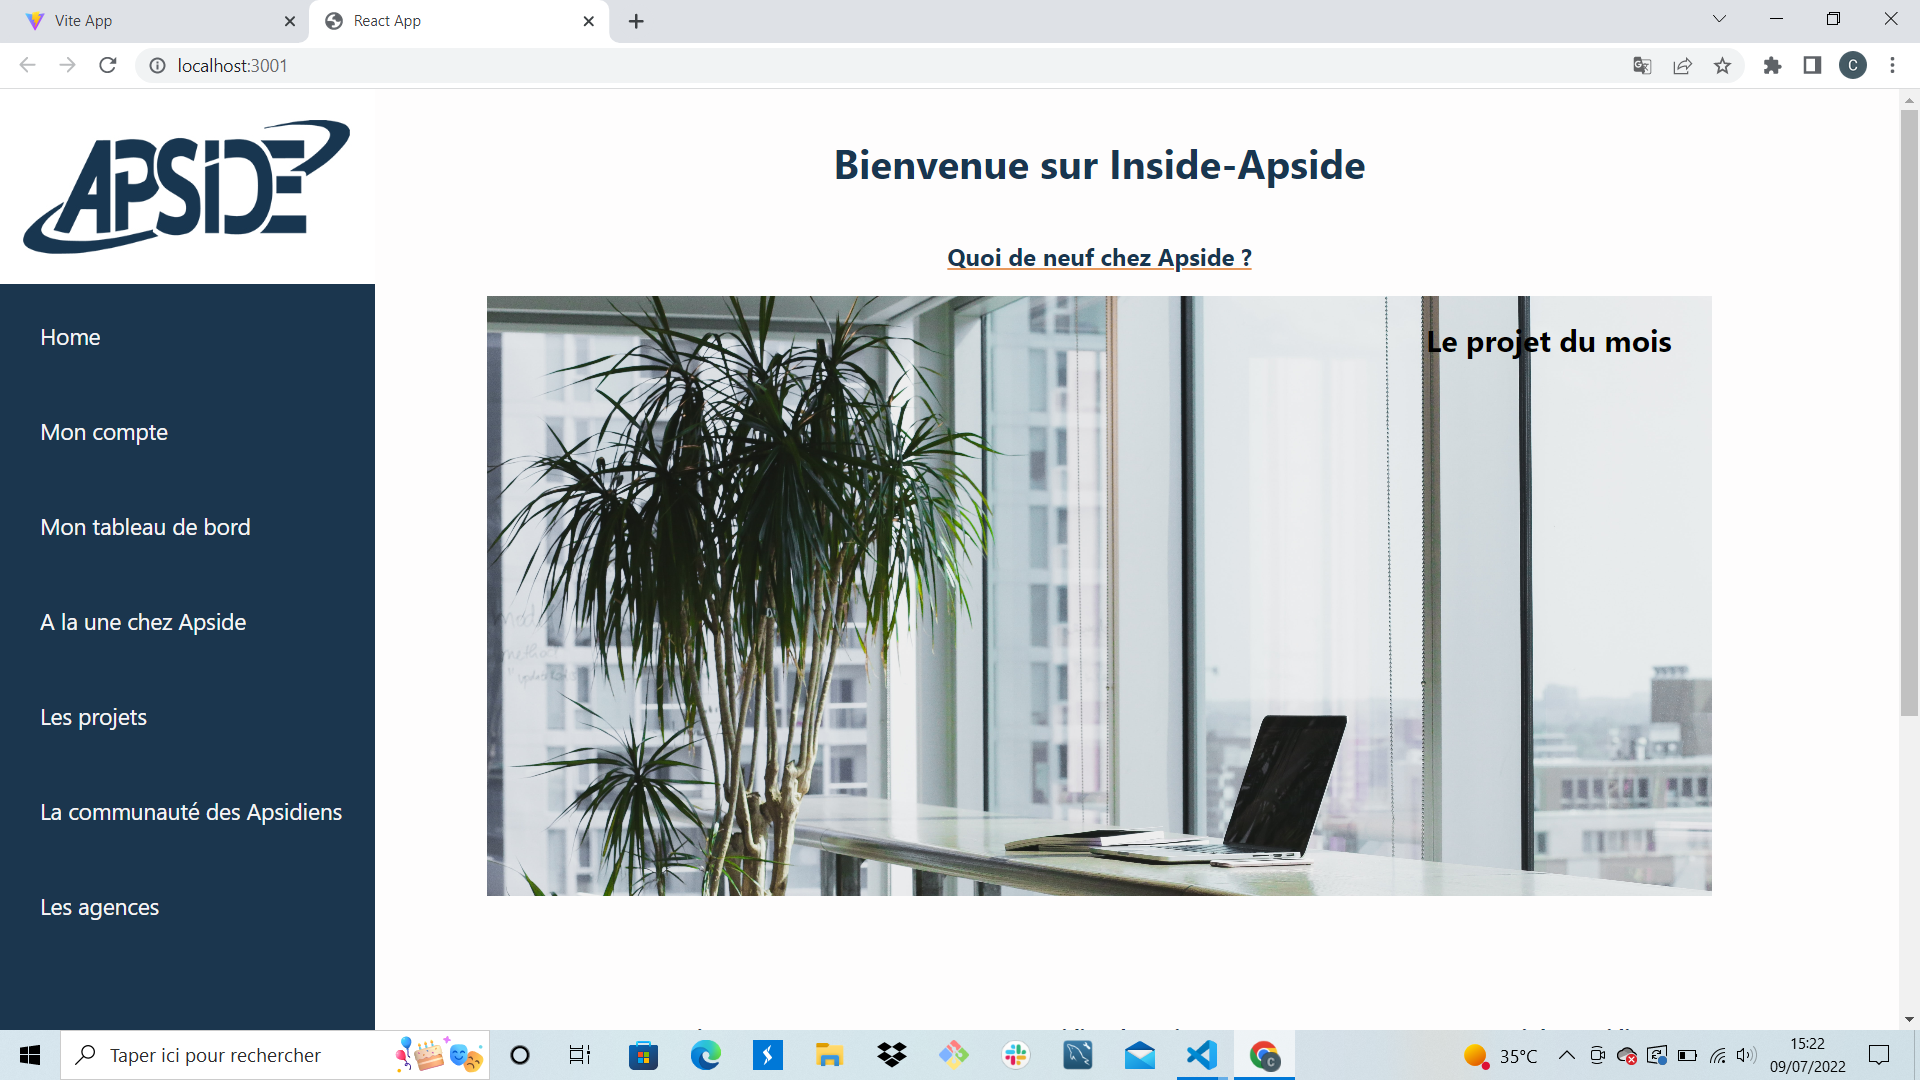 Vite App
React App
localhost:3001
C
APSIDE
Bienvenue sur Inside-Apside
Quoi de neuf chez Apside ?
Le projet du mois
Home
Mon compte
Mon tableau de bord
A la une chez Apside
Les projets
La communauté des Apsidiens
Les agences
Taper ici pour rechercher
C
35°C
15:22
09/07/2022